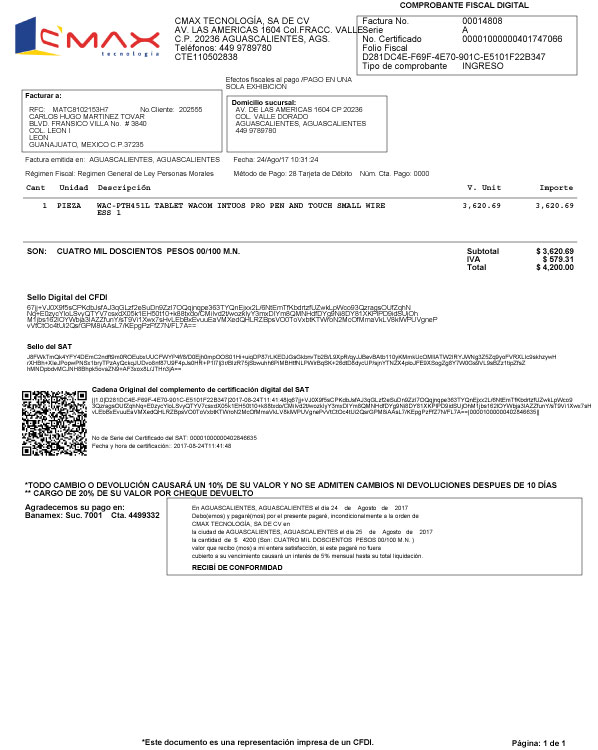 COMPROBANTE FISCAL DIGITAL
CMAX
tecnología
CMAX TECNOLOGÍA, SA DE CV
AV. LAS AMERICAS 1604 Col.FRACC. VALLE
C.P. 20236 AGUASCALIENTES, AGS.
Teléfonos: 449 9789780
CTE110502838
Factura No. 00014808
Serie A
No. Certificado 00001000000401747066
Folio Fiscal
D281DC4E-F69F-4E70-901C-E5101F22B347
Tipo de comprobante INGRESO
Efectos fiscales al pago /PAGO EN UNA
SOLA EXHIBICION
Facturar a:
RFC: MATC8102153H7 No.Cliente: 202555
CARLOS HUGO MARTINEZ TOVAR
BLVD. FRANSICO VILLA No. # 3840
COL. LEON I
LEON
GUANAJUATO, MEXICO C.P.37235
Domicilio sucursal:
AV. DE LAS AMERICAS 1604 CP 20236
COL. VALLE DORADO
AGUASCALIENTES, AGUASCALIENTES
449 9789780
Factura emitida en: AGUASCALIENTES, AGUASCALIENTES Fecha: 24/Ago/17 10:31:24
Régimen Fiscal: Regimen General de Ley Personas Morales Método de Pago: 28 Tarjeta de Débito Núm. Cta. Pago: 0000
Cant Unidad Descripción V. Unit Importe
1 PIEZA WAC-PTH451L TABLET WACOM INTUOS PRO PEN AND TOUCH SMALL WIRE 3,620.69 3,620.69
ESS 1
SON: CUATRO MIL DOSCIENTOS PESOS 00/100 M.N.
Subtotal $ 3,620.69
IVA $ 579.31
Total $ 4,200.00
Sello Digital del CFDI
Sello del SAT
Cadena Original del complemento de certificación digital del SAT
No de Serie del Certificado del SAT: 00001000000402846635
Fecha y hora de certificación: 2017-08-24T11:41:48
*TODO CAMBIO O DEVOLUCIÓN CAUSARÁ UN 10% DE SU VALOR Y NO SE ADMITEN CAMBIOS NI DEVOLUCIONES DESPUES DE 10 DIAS
** CARGO DE 20% DE SU VALOR POR CHEQUE DEVUELTO
Agradecemos su pago en:
Banamex: Suc. 7001 Cta. 4499332
En AGUASCALIENTES, AGUASCALIENTES el día 24 de Agosto de 2017
Debo(emos) y pagaré(mos) por el presente pagaré, incondicionalmente a la orden de
CMAX TECNOLOGÍA, SA DE CV en
la ciudad de AGUASCALIENTES, AGUASCALIENTES el día 25 de Agosto de 2017
la cantidad de $ 4200 (Son: CUATRO MIL DOSCIENTOS PESOS 00/100 M.N. )
valor que recibo (mos) a mi entera satisfacción, si este pagaré no fuera
cubierto a su vencimiento causará un interés de 5% mensual hasta su total liquidación.
RECIBÍ DE CONFORMIDAD
*Este documento es una representación impresa de un CFDI.
Página: 1 de 1